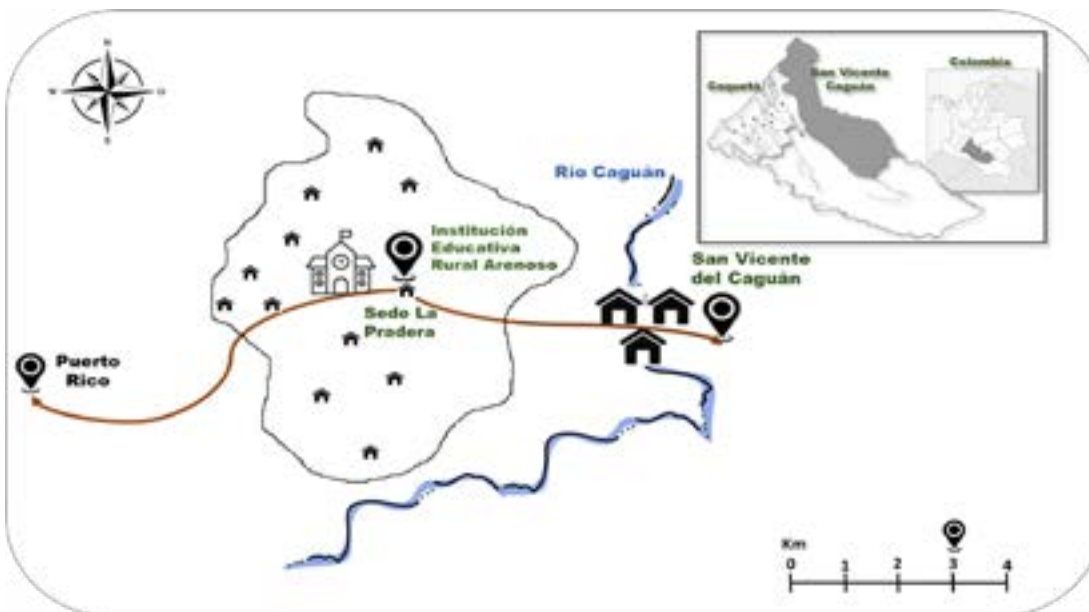 N
W
O
S
Caquetá
San Vicente
Caguán
Colombia
Río Caguán
Institución
Educativa
Rural Arenoso
San Vicente
del Caguán
Sede La
Pradera
Puerto
Rico
Km
0 1 2 3 4